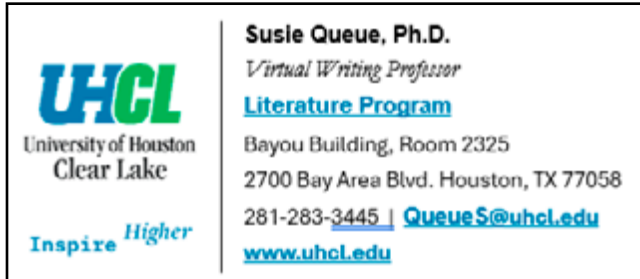 UHCL
University of Houston
Clear Lake
Inspire Higher
Susie Queue, Ph.D.
Virtual Writing Professor
Literature Program
Bayou Building, Room 2325
2700 Bay Area Blvd. Houston, TX 77058
281-283-3445 | QueueS@uhcl.edu
www.uhcl.edu